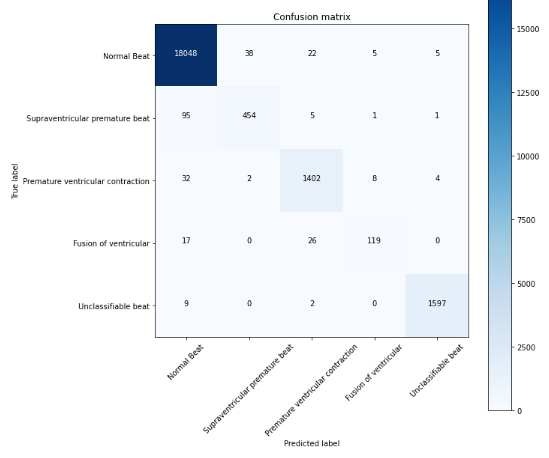 Confusion matrix
True label
Normal Beat 18048 38 22 5 5
Supraventricular premature beat 95 454 5 1 1
Premature ventricular contraction 32 2 1402 8 4
Fusion of ventricular 17 0 26 119 0
Unclassifiable beat 9 0 2 0 1597
Normal Beat
Supraventricular premature beat
Premature ventricular contraction
Fusion of ventricular
Unclassifiable beat
Predicted label
15000
12500
10000
7500
5000
2500
0